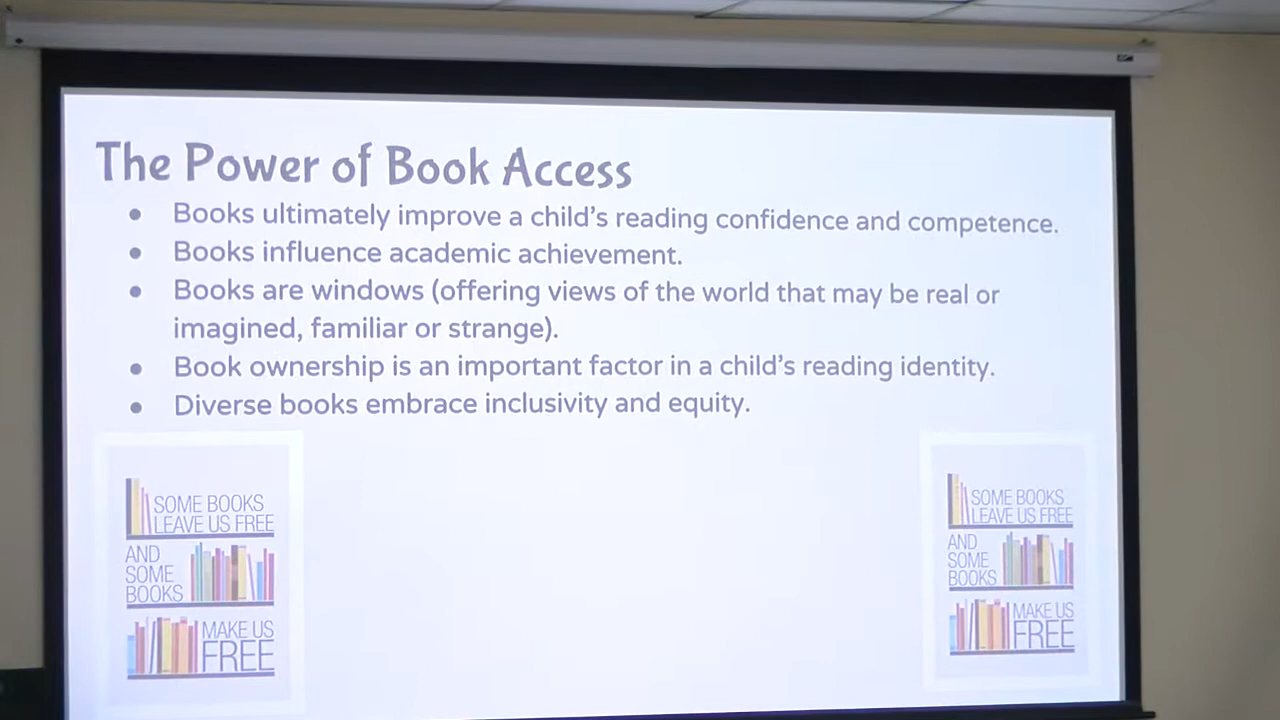 The Power of Book Access
● Books ultimately improve a child's reading confidence and competence.
● Books influence academic achievement.
● Books are windows (offering views of the world that may be real or
imagined, familiar or strange).
● Book ownership is an important factor in a child's reading identity.
● Diverse books embrace inclusivity and equity.
SOME BOOKS
LEAVE US FREE
AND
SOME
BOOKS
MAKE US
FREE
SOME BOOKS
LEAVE US FREE
AND
SOME
BOOKS
MAKE US
FREE